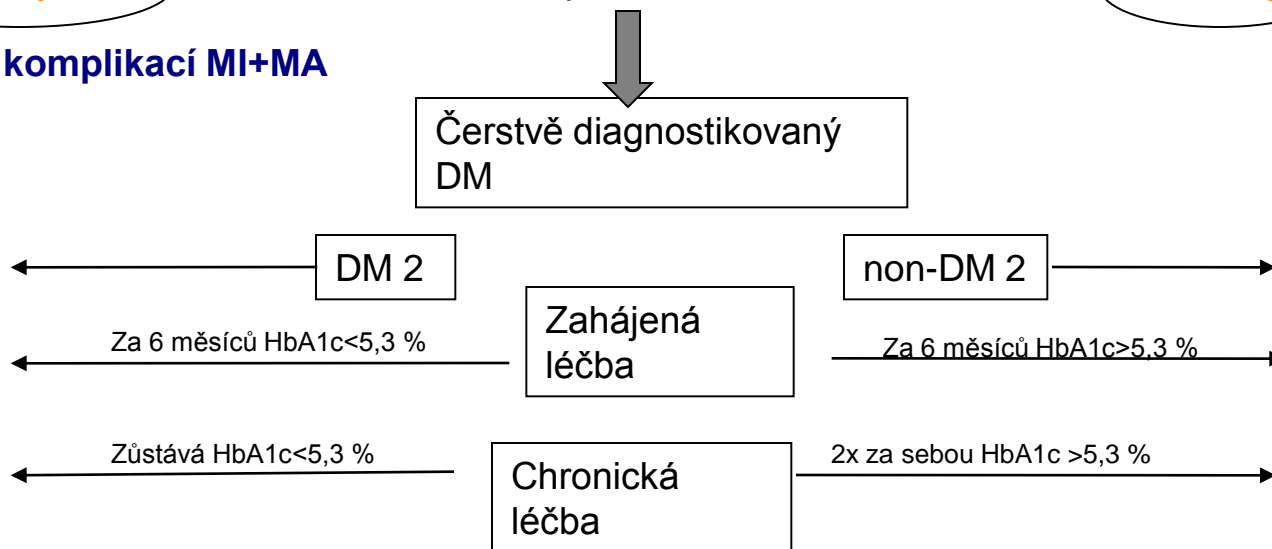 komplikací MI+MA
Čerstvě diagnostikovaný
DM
DM 2
non-DM 2
Za 6 měsíců HbA1c<5,3 %
Zahájená
léčba
Za 6 měsíců HbA1c>5,3 %
Zůstává HbA1c<5,3 %
Chronická
léčba
2x za sebou HbA1c >5,3 %